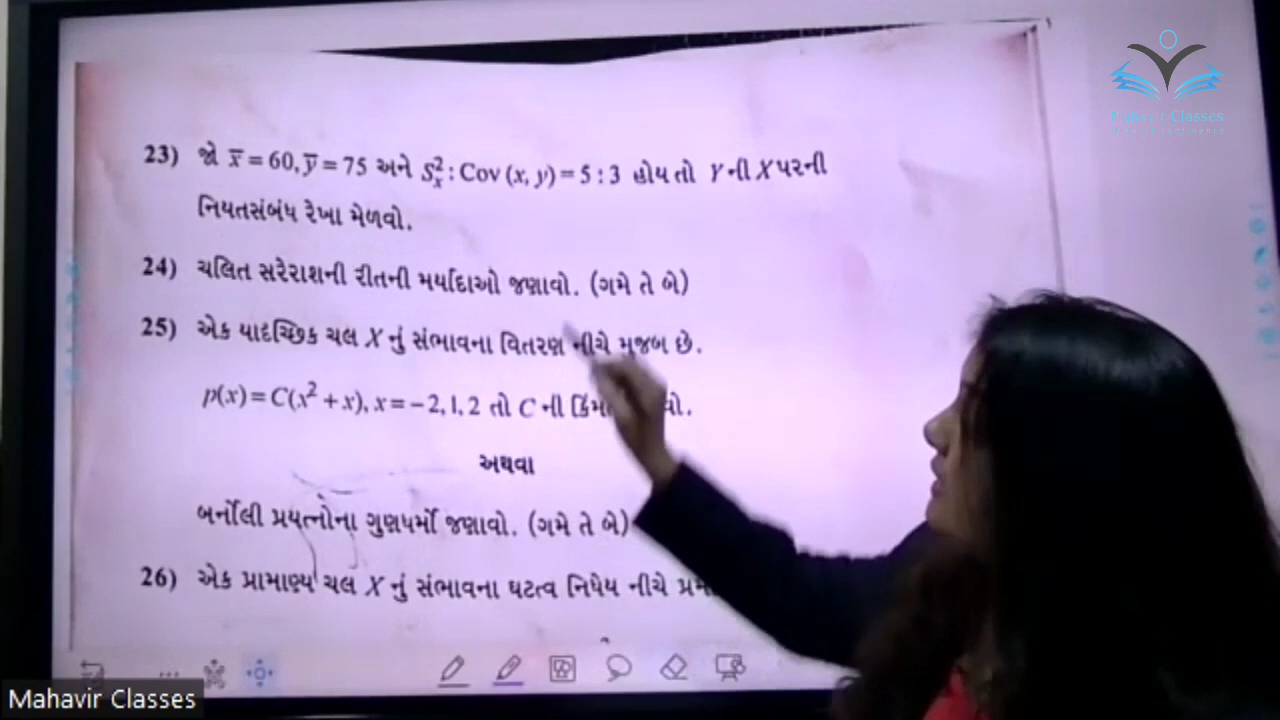 Mahavir Classes
23) જો x̅ = 60, y̅ = 75 અને S²ₓ : Cov (x, y) = 5 : 3 હોય તો Y ની X પરની
નિયતસંબંધ રેખા મેળવો.
24) ચલિત સરેરાશની રીતની મર્યાદાઓ જણાવો. (ગમે તે બે)
25) એક યાદચ્છિક ચલ X નું સંભાવના વિતરણ નીચે મુજબ છે.
p(x) = C(x² + x), x = – 2, 1, 2 તો C ની
અથવા
બર્નોલી પ્રયત્નોના ગુણધર્મો જણાવો. (ગમે તે બે)
26) એક પ્રામાણ્ય ચલ X નું સંભાવના ઘટત્વ વિધેય નીચે
Mahavir Classes